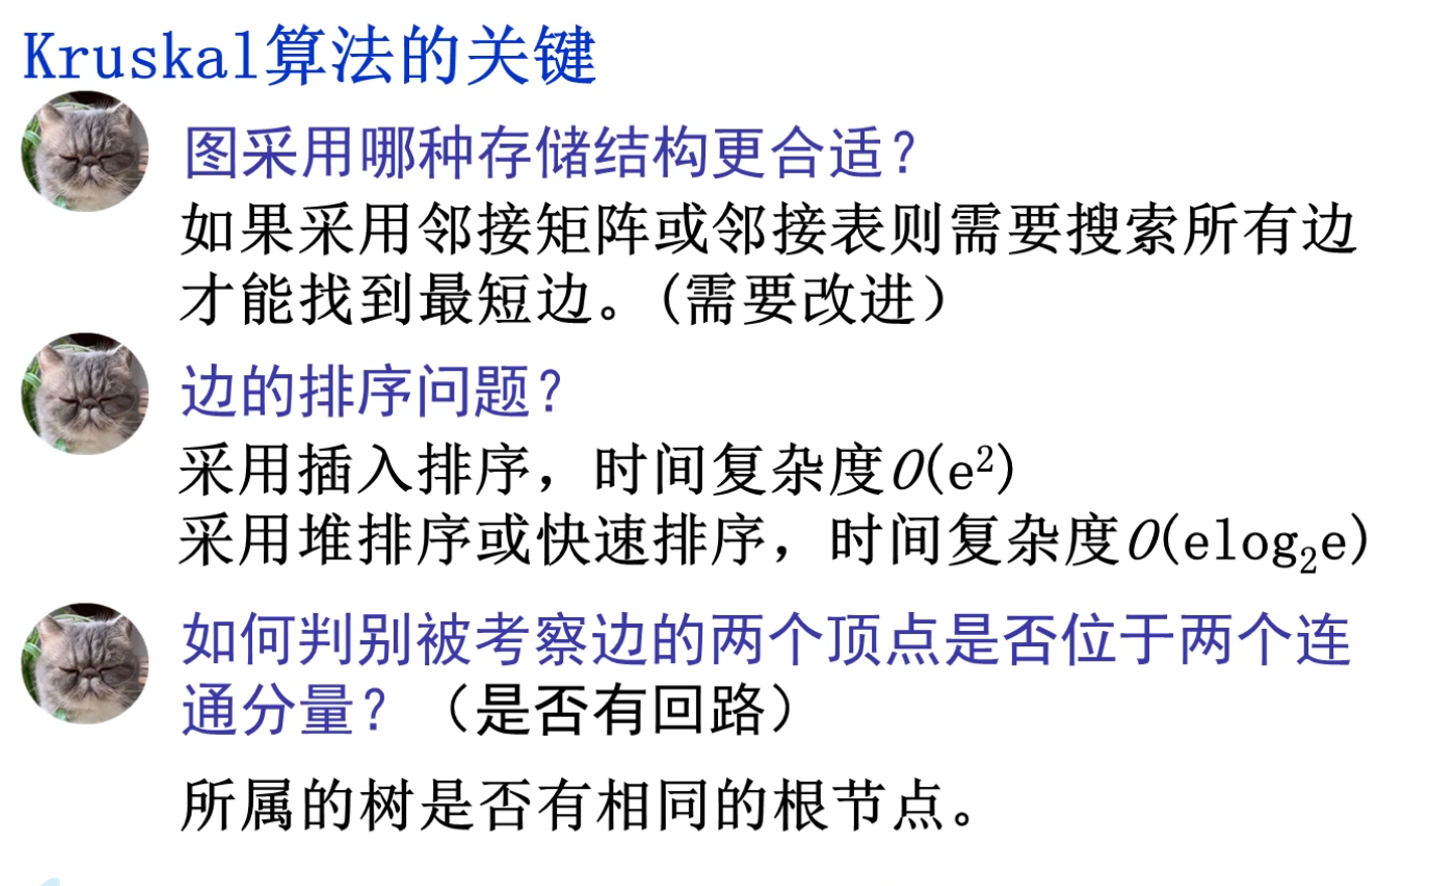 Kruskal算法的关键
图采用哪种存储结构更合适？
如果采用邻接矩阵或邻接表则需要搜索所有边
才能找到最短边。(需要改进）
边的排序问题？
采用插入排序，时间复杂度O(e²)
采用堆排序或快速排序，时间复杂度O(elog₂e)
如何判别被考察边的两个顶点是否位于两个连
通分量？（是否有回路）
所属的树是否有相同的根节点。